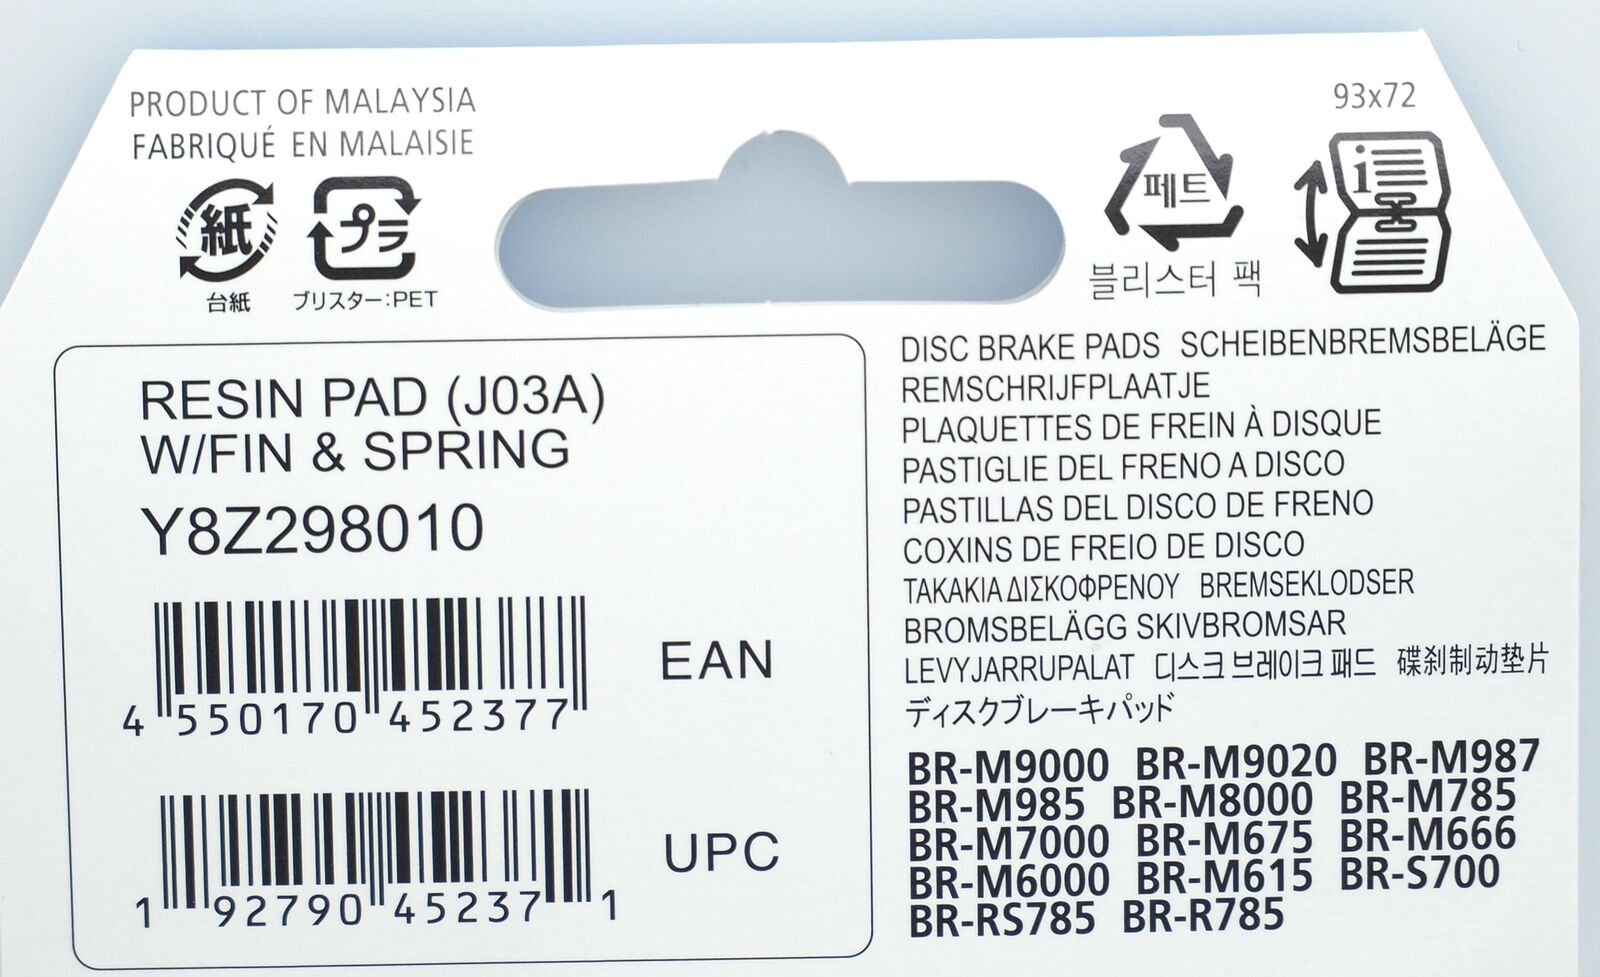 PRODUCT OF MALAYSIA
FABRIQUÉ EN MALAISIE
紙
台紙
プラ
ブリスター:PET
페트
블리스터 팩
93x72
i
RESIN PAD (J03A)
W/FIN & SPRING
Y8Z298010
4 550170 452377
EAN
1 92790 45237 1
UPC
DISC BRAKE PADS SCHEIBENBREMSBELÄGE
REMSCHRIJFPLAATJE
PLAQUETTES DE FREIN À DISQUE
PASTIGLIE DEL FRENO A DISCO
PASTILLAS DEL DISCO DE FRENO
COXINS DE FREIO DE DISCO
ΤΑΚΑΚΙΑ ΔΙΣΚΟΦΡΕΝΟΥ BREMSEKLODSER
BROMSBELÄGG SKIVBROMSAR
LEVYJARRUPALAT 디스크 브레이크 패드 碟刹制动垫片
ディスクブレーキパッド
BR-M9000 BR-M9020 BR-M987
BR-M985 BR-M8000 BR-M785
BR-M7000 BR-M675 BR-M666
BR-M6000 BR-M615 BR-S700
BR-RS785 BR-R785